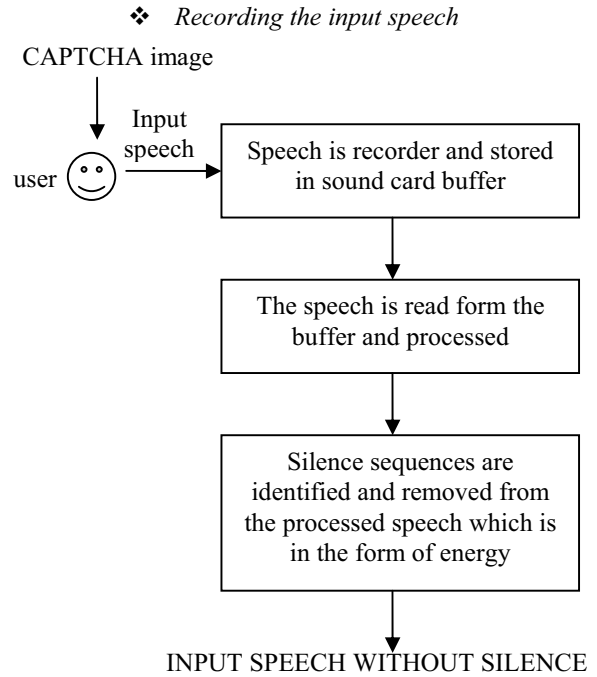 ❖ Recording the input speech
CAPTCHA image
Input
speech
user
Speech is recorder and stored
in sound card buffer
The speech is read form the
buffer and processed
Silence sequences are
identified and removed from
the processed speech which is
in the form of energy
INPUT SPEECH WITHOUT SILENCE